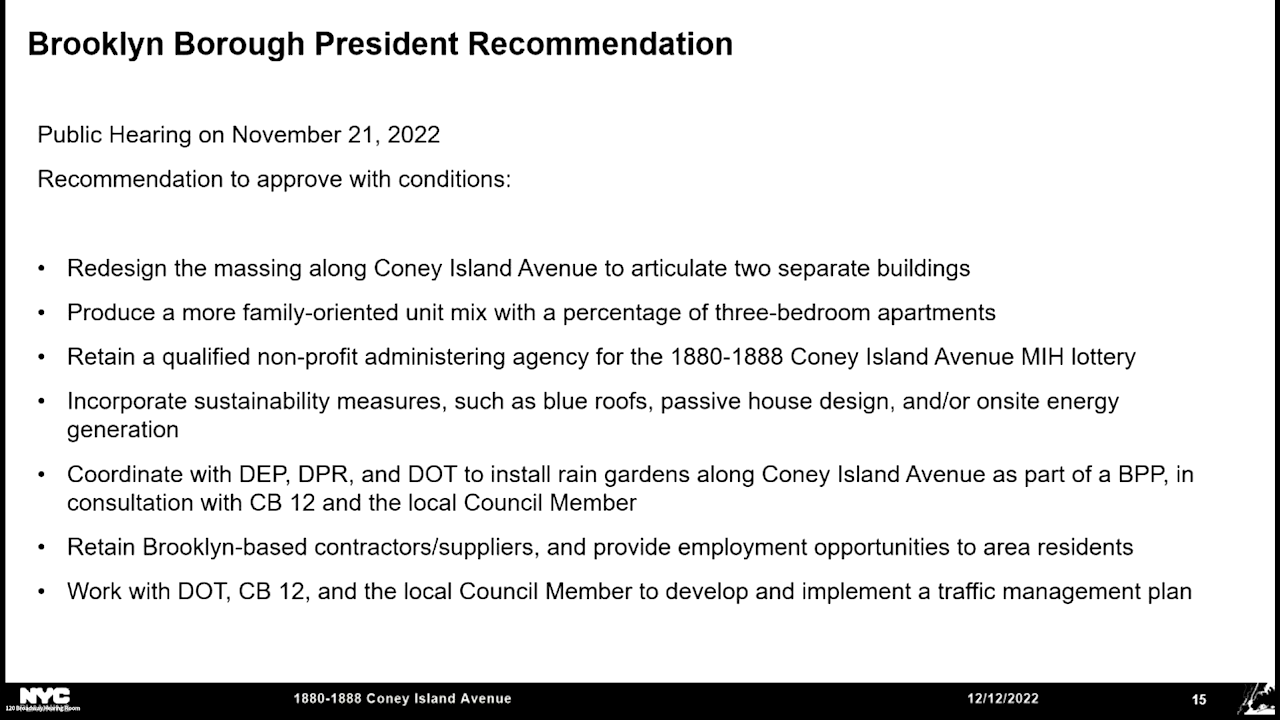 Brooklyn Borough President Recommendation
Public Hearing on November 21, 2022
Recommendation to approve with conditions:
• Redesign the massing along Coney Island Avenue to articulate two separate buildings
• Produce a more family-oriented unit mix with a percentage of three-bedroom apartments
• Retain a qualified non-profit administering agency for the 1880-1888 Coney Island Avenue MIH lottery
• Incorporate sustainability measures, such as blue roofs, passive house design, and/or onsite energy
generation
• Coordinate with DEP, DPR, and DOT to install rain gardens along Coney Island Avenue as part of a BPP, in
consultation with CB 12 and the local Council Member
• Retain Brooklyn-based contractors/suppliers, and provide employment opportunities to area residents
• Work with DOT, CB 12, and the local Council Member to develop and implement a traffic management plan
NYC
120 Broadway Hearing Room
1880-1888 Coney Island Avenue
12/12/2022
15